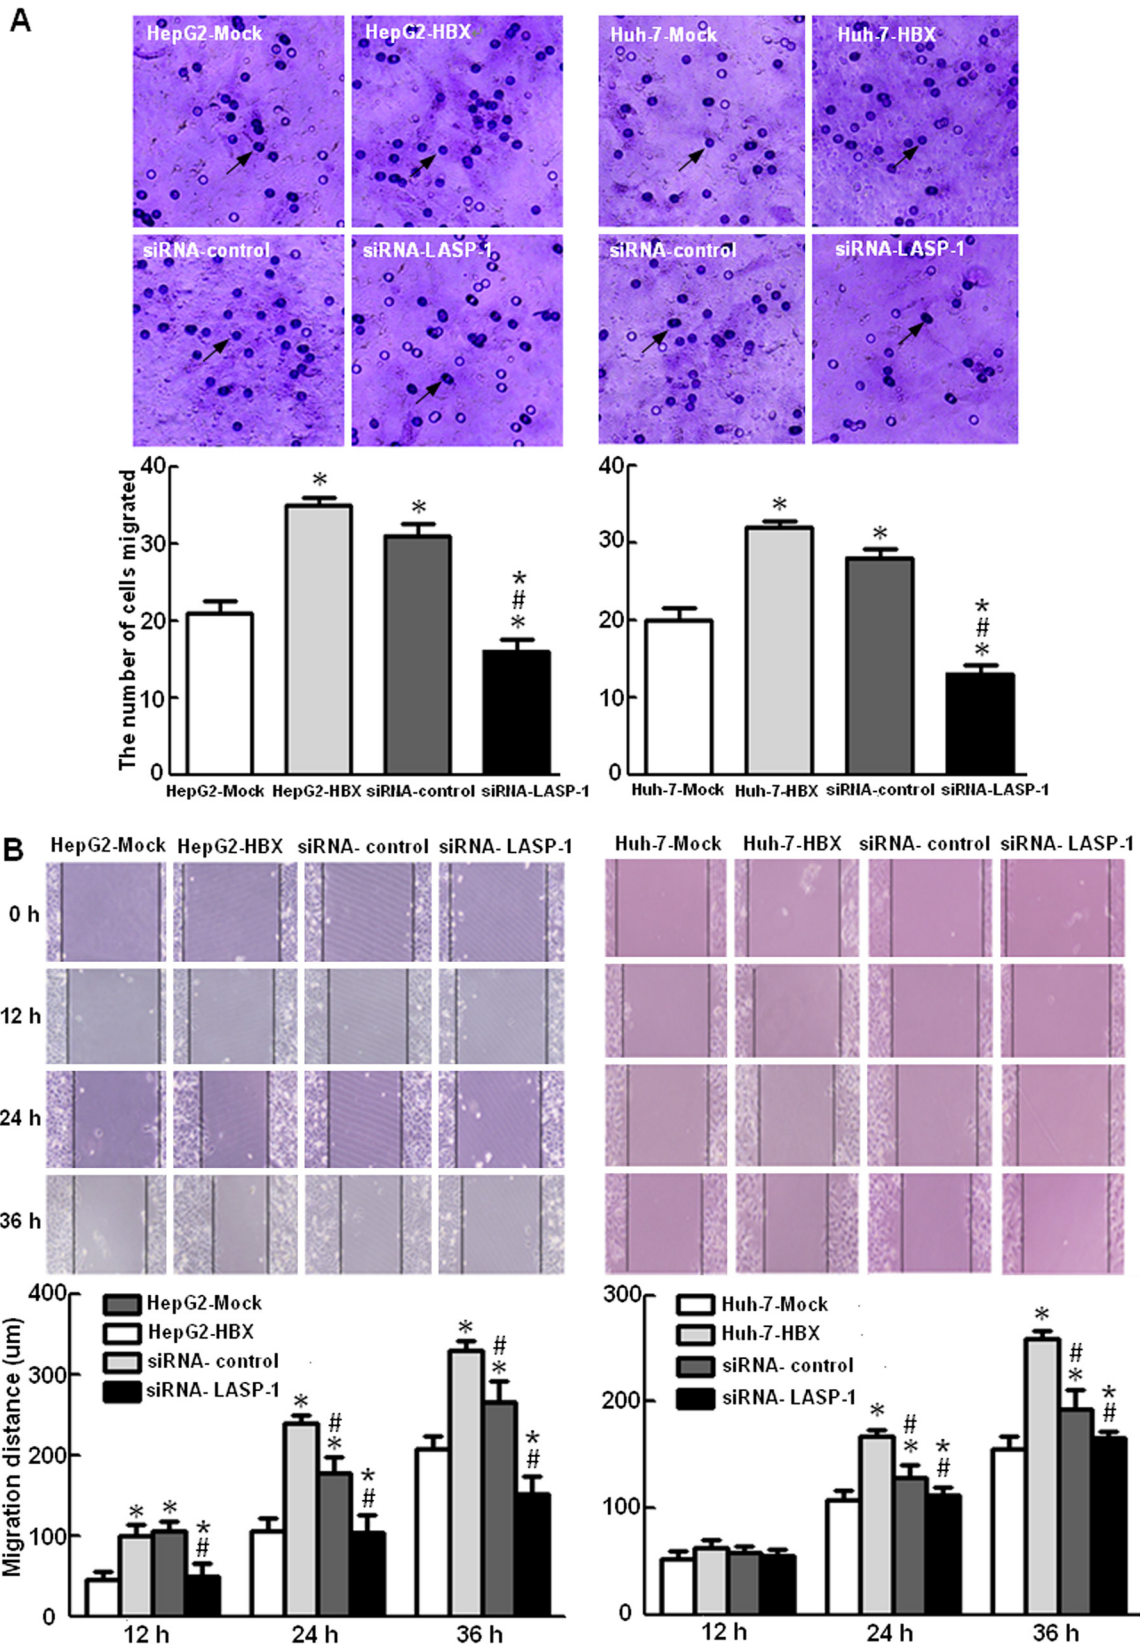 A
HepG2-Mock HepG2-HBX Huh-7-Mock Huh-7-HBX
siRNA-control siRNA-LASP-1 siRNA-control siRNA-LASP-1
The number of cells migrated
40
30
20
10
0
* * * # *
HepG2-Mock HepG2-HBX siRNA-control siRNA-LASP-1
40
30
20
10
0
* * * # *
Huh-7-Mock Huh-7-HBX siRNA-control siRNA-LASP-1
B
HepG2-Mock HepG2-HBX siRNA- control siRNA- LASP-1 Huh-7-Mock Huh-7-HBX siRNA- control siRNA- LASP-1
0 h
12 h
24 h
36 h
Migration distance (um)
400
300
200
100
0
HepG2-Mock
HepG2-HBX
siRNA- control
siRNA- LASP-1
* * * #
* # * * #
* # * * #
12 h 24 h 36 h
300
200
100
0
Huh-7-Mock
Huh-7-HBX
siRNA- control
siRNA- LASP-1
* # * * #
* # * * #
12 h 24 h 36 h